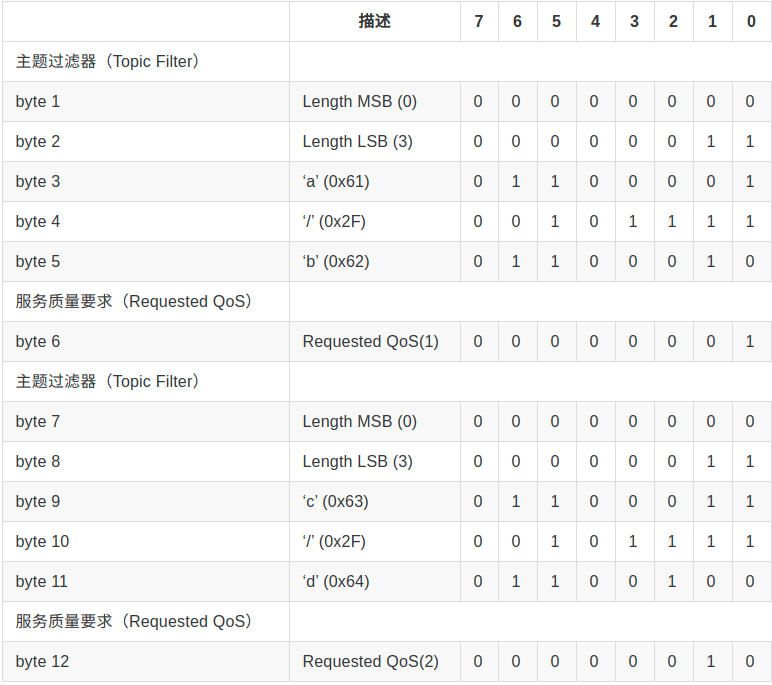 描述 7 6 5 4 3 2 1 0
主题过滤器（Topic Filter）
byte 1 Length MSB (0) 0 0 0 0 0 0 0 0
byte 2 Length LSB (3) 0 0 0 0 0 0 1 1
byte 3 ‘a’ (0x61) 0 1 1 0 0 0 0 1
byte 4 ‘/’ (0x2F) 0 0 1 0 1 1 1 1
byte 5 ‘b’ (0x62) 0 1 1 0 0 0 1 0
服务质量要求（Requested QoS）
byte 6 Requested QoS(1) 0 0 0 0 0 0 0 1
主题过滤器（Topic Filter）
byte 7 Length MSB (0) 0 0 0 0 0 0 0 0
byte 8 Length LSB (3) 0 0 0 0 0 0 1 1
byte 9 ‘c’ (0x63) 0 1 1 0 0 0 1 1
byte 10 ‘/’ (0x2F) 0 0 1 0 1 1 1 1
byte 11 ‘d’ (0x64) 0 1 1 0 0 1 0 0
服务质量要求（Requested QoS）
byte 12 Requested QoS(2) 0 0 0 0 0 0 1 0